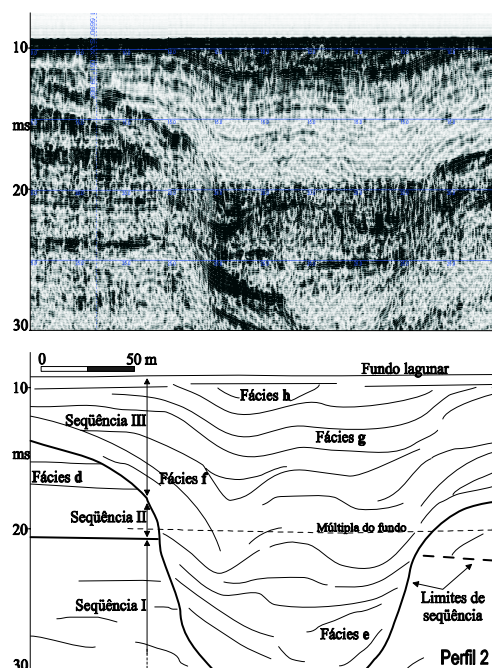 10
ms
20
30
0 50 m
Fundo lagunar
10
Fácies h
Seqüência III
Fácies g
ms
Fácies d
Fácies f
Seqüência II
20
Múltipla do fundo
Limites de
seqüência
Seqüência I
Fácies e
30
Perfil 2